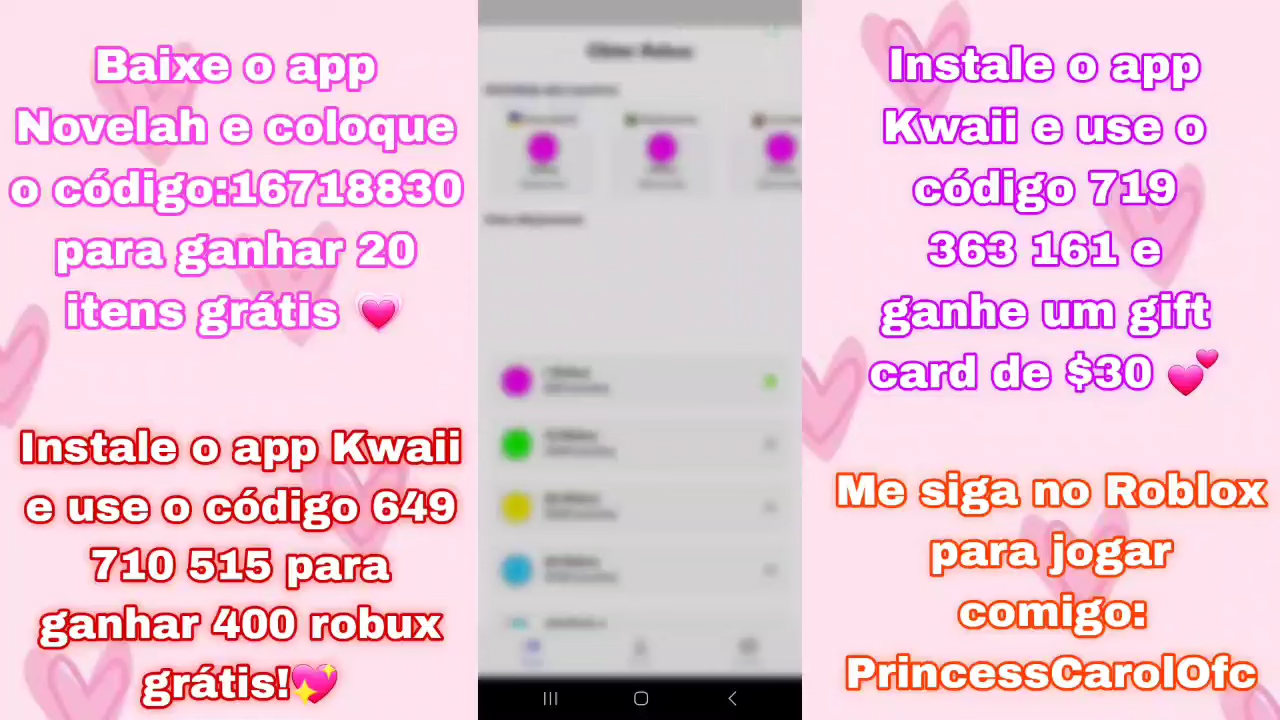 Baixe o app
Novelah e coloque
o código:16718830
para ganhar 20
itens grátis 💗
Instale o app Kwaii
e use o código 649
710 515 para
ganhar 400 robux
grátis!💖
Instale o app
Kwaii e use o
código 719
363 161 e
ganhe um gift
card de $30 💕
Me siga no Roblox
para jogar
comigo:
PrincessCarolOfc